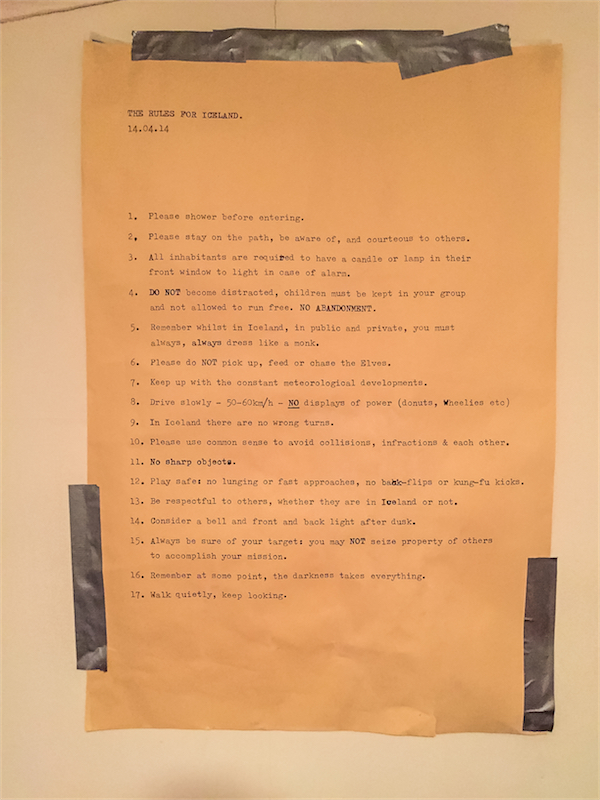 THE RULES FOR ICELAND.
14.04.14
1. Please shower before entering.
2, Please stay on the path, be aware of, and courteous to others.
3. All inhabitants are required to have a candle or lamp in their
front window to light in case of alarm.
4. DO NOT become distracted, children must be kept in your group
and not allowed to run free. NO ABANDONMENT.
5. Remember whilst in Iceland, in public and private, you must
always, always dress like a monk.
6. Please do NOT pick up, feed or chase the Elves.
7. Keep up with the constant meteorological developments.
8. Drive slowly - 50-60km/h - NO displays of power (donuts, Wheelies etc)
9. In Iceland there are no wrong turns.
10. Please use common sense to avoid collisions, infractions & each other.
11. No sharp objects.
12. Play safe: no lunging or fast approaches, no back-flips or kung-fu kicks.
13. Be respectful to others, whether they are in Iceland or not.
14. Consider a bell and front and back light after dusk.
15. Always be sure of your target: you may NOT seize property of others
to accomplish your mission.
16. Remember at some point, the darkness takes everything.
17. Walk quietly, keep looking.